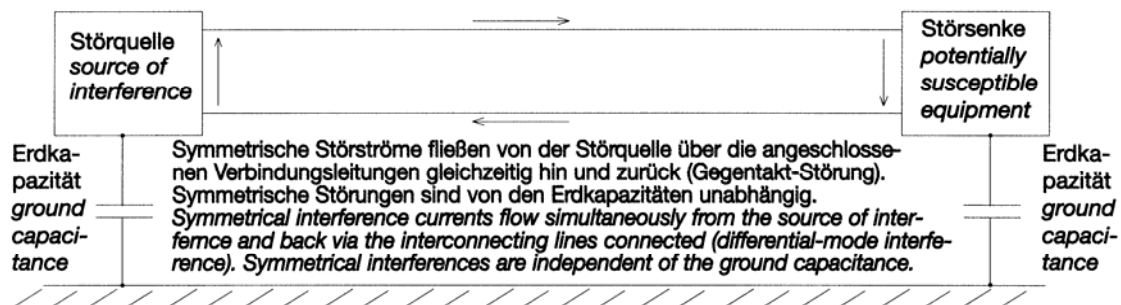 Störquelle
source of
interference
Störsenke
potentially
susceptible
equipment
Erdka-
pazität
ground
capaci-
tance
Symmetrische Störströme fließen von der Störquelle über die angeschlosse-
nen Verbindungsleitungen gleichzeitig hin und zurück (Gegentakt-Störung).
Symmetrische Störungen sind von den Erdkapazitäten unabhängig.
Symmetrical interference currents flow simultaneously from the source of inter-
fernce and back via the interconnecting lines connected (differential-mode interfe-
rence). Symmetrical interferences are independent of the ground capacitance.
Erdka-
pazität
ground
capaci-
tance